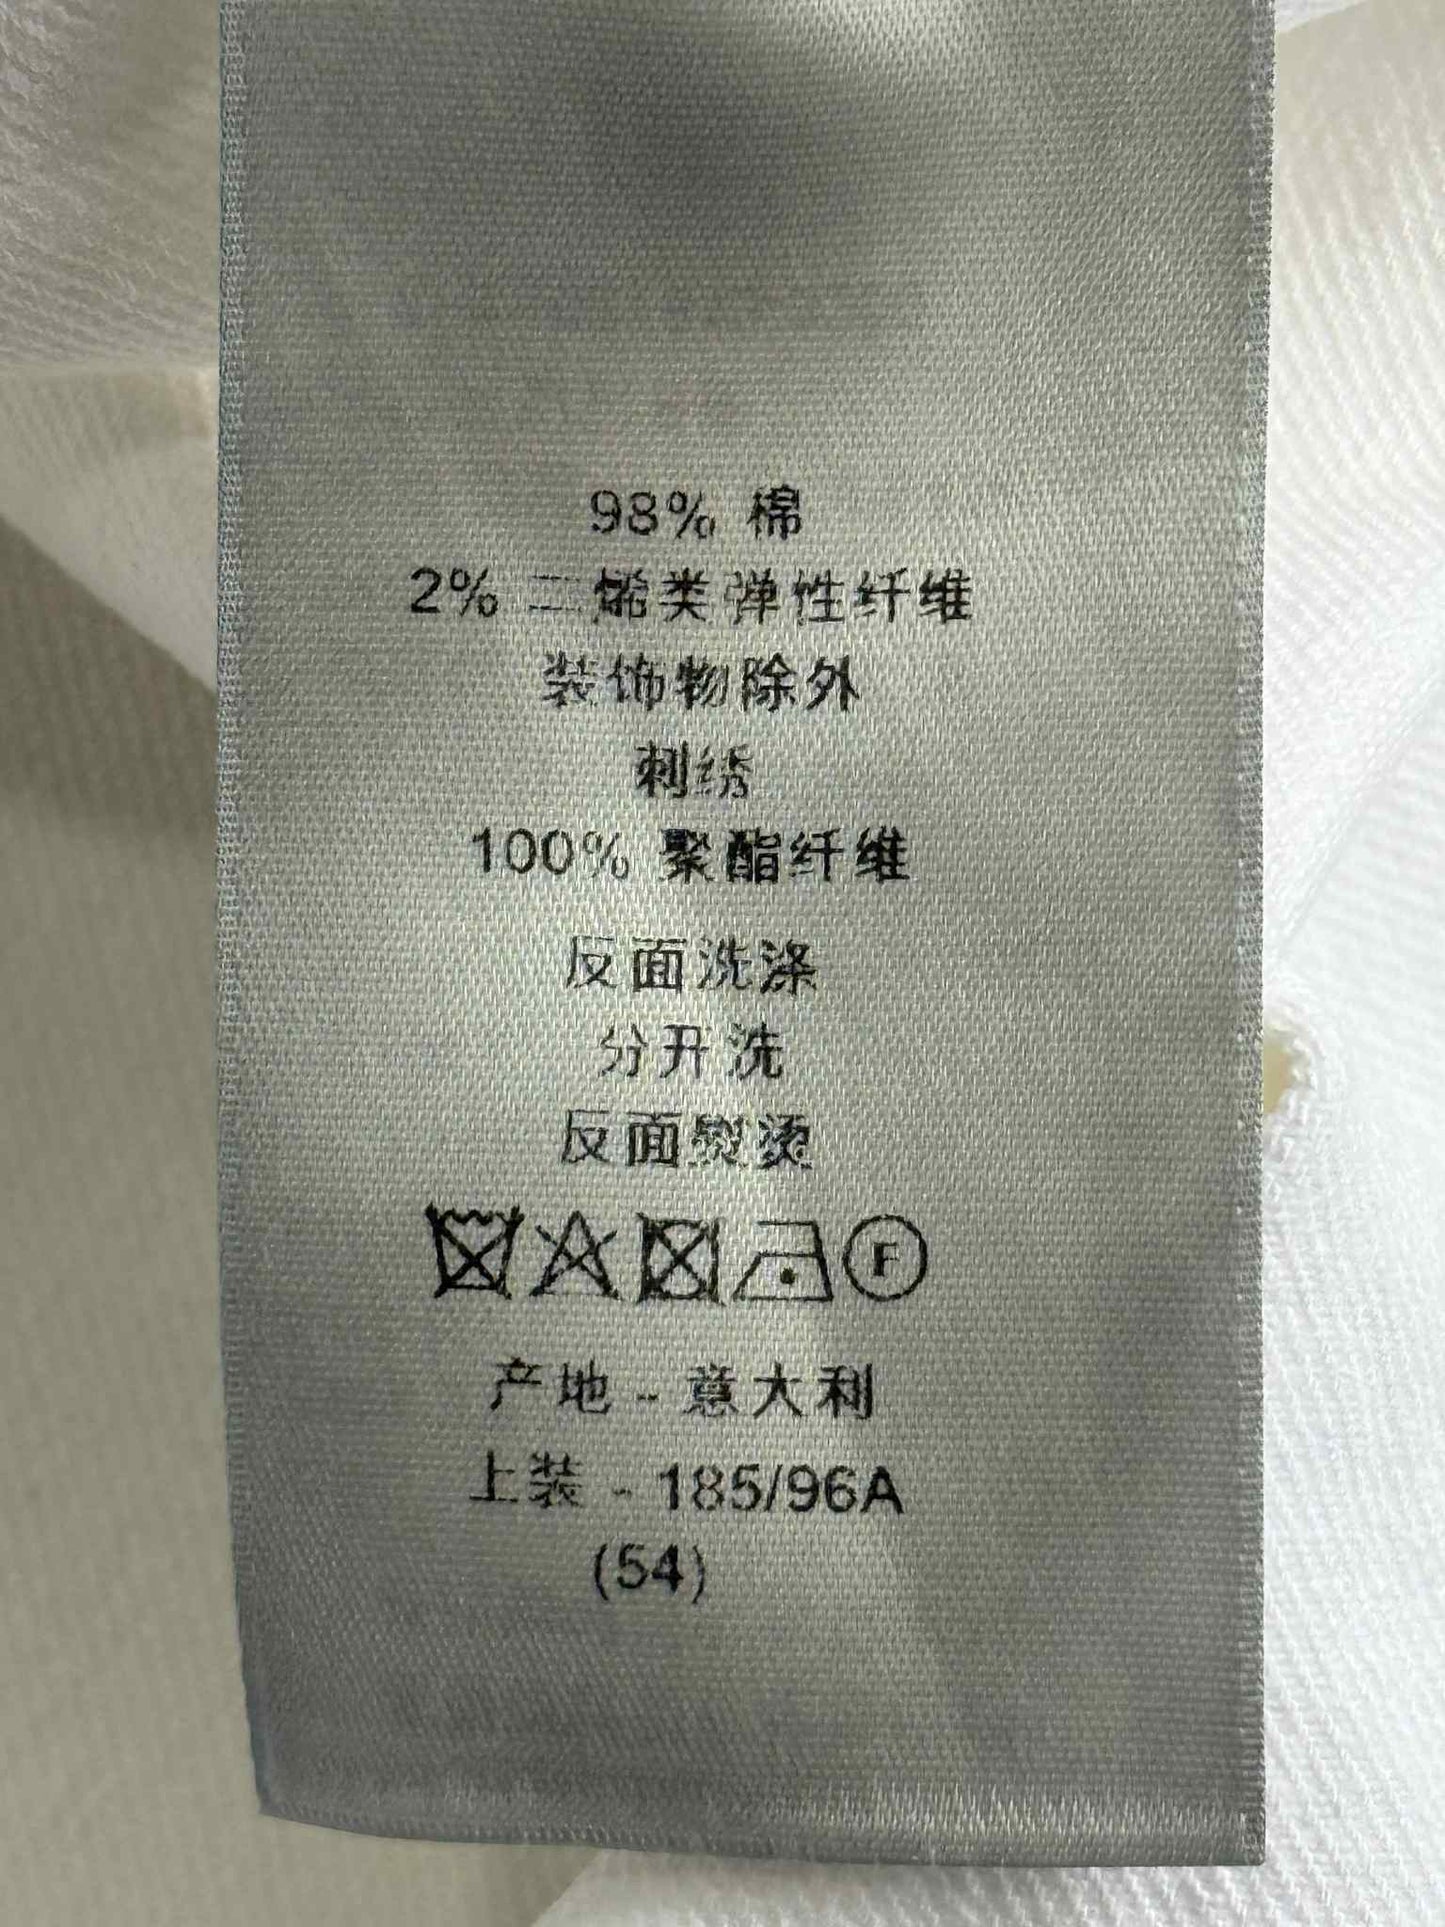 98% 棉
2% 二烯类弹性纤维
装饰物除外
刺绣
100% 聚酯纤维
反面洗涤
分开洗
反面熨烫
F
产地 - 意大利
上装 - 185/96A
(54)